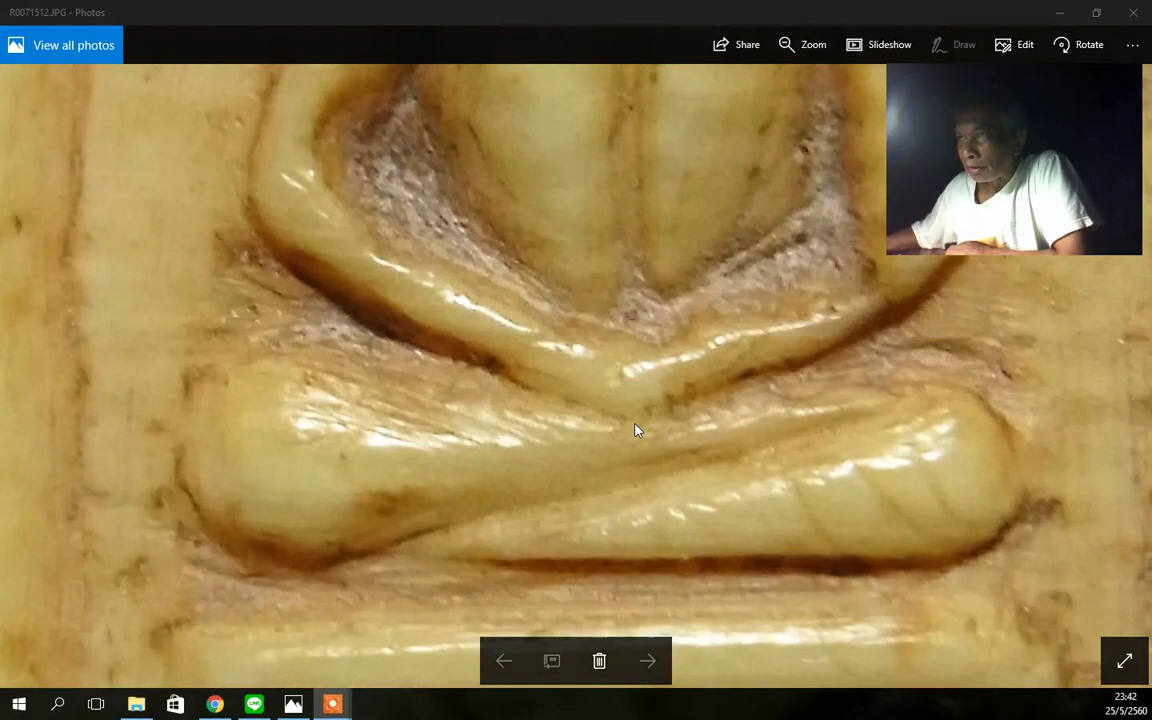 R0071512.JPG - Photos
View all photos
Share
Zoom
Slideshow
Draw
Edit
Rotate
23:42
25/5/2560